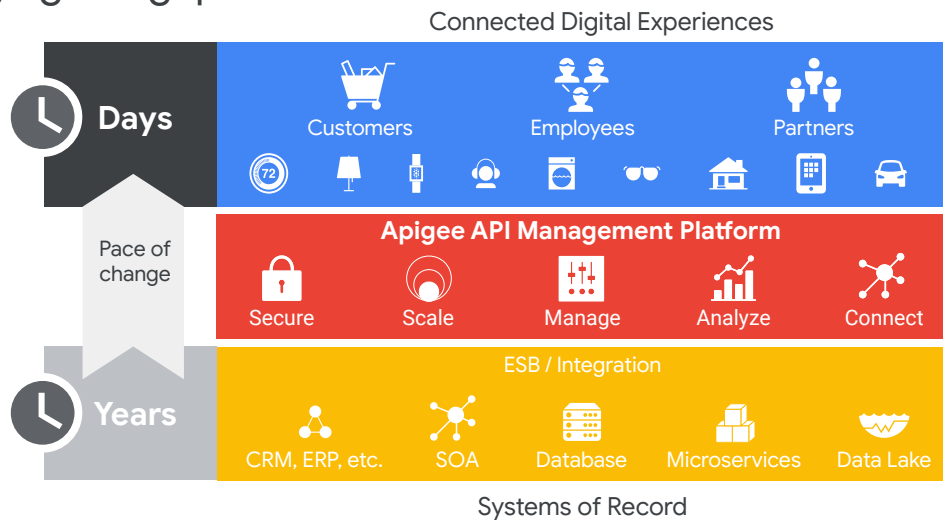 Connected Digital Experiences
Days
Customers
Employees
Partners
72
Pace of
change
Apigee API Management Platform
Secure
Scale
Manage
Analyze
Connect
Years
ESB / Integration
CRM, ERP, etc.
SOA
Database
Microservices
Data Lake
Systems of Record